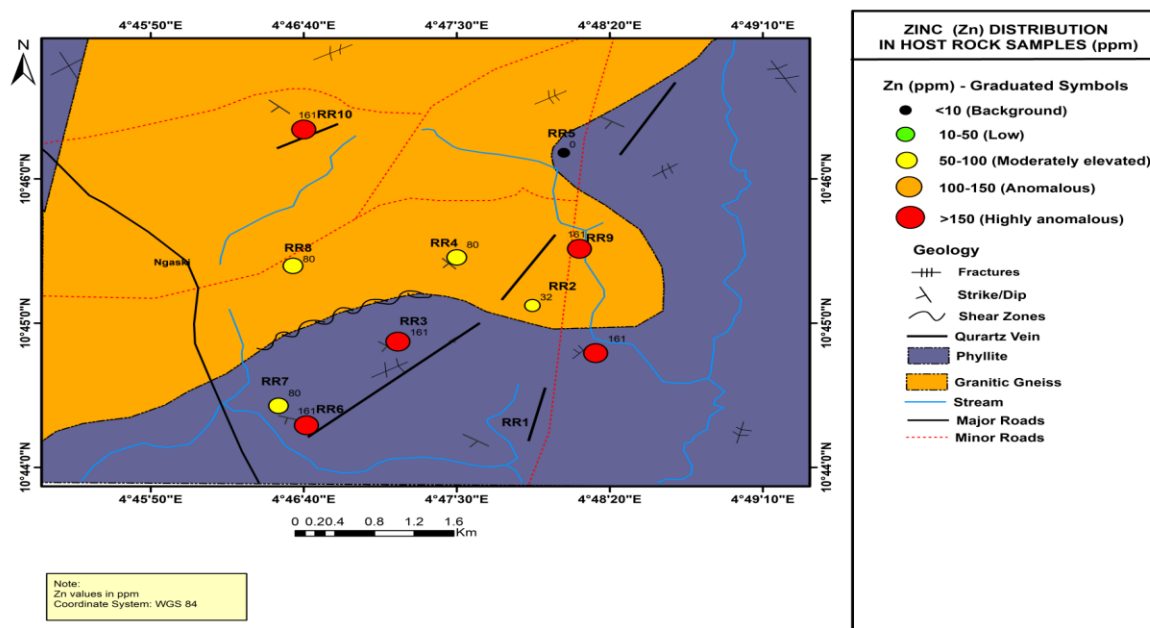 4°45'50"E 4°46'40"E 4°47'30"E 4°48'20"E 4°49'10"E
N
161 RR10
RR5
0
10°46'0"N 10°46'0"N
RR8
80
RR4 80
161 RR9
Ngaski
RR2
32
10°45'0"N 10°45'0"N
RR3
161
161
RR7
80
161 RR6
RR1
10°44'0"N 10°44'0"N
4°45'50"E 4°46'40"E 4°47'30"E 4°48'20"E 4°49'10"E
0 0.20.4 0.8 1.2 1.6
Km
Note:
Zn values in ppm
Coordinate System: WGS 84
ZINC (Zn) DISTRIBUTION
IN HOST ROCK SAMPLES (ppm)
Zn (ppm) - Graduated Symbols
<10 (Background)
10-50 (Low)
50-100 (Moderately elevated)
100-150 (Anomalous)
>150 (Highly anomalous)
Geology
Fractures
Strike/Dip
Shear Zones
Qurartz Vein
Phyllite
Granitic Gneiss
Stream
Major Roads
Minor Roads